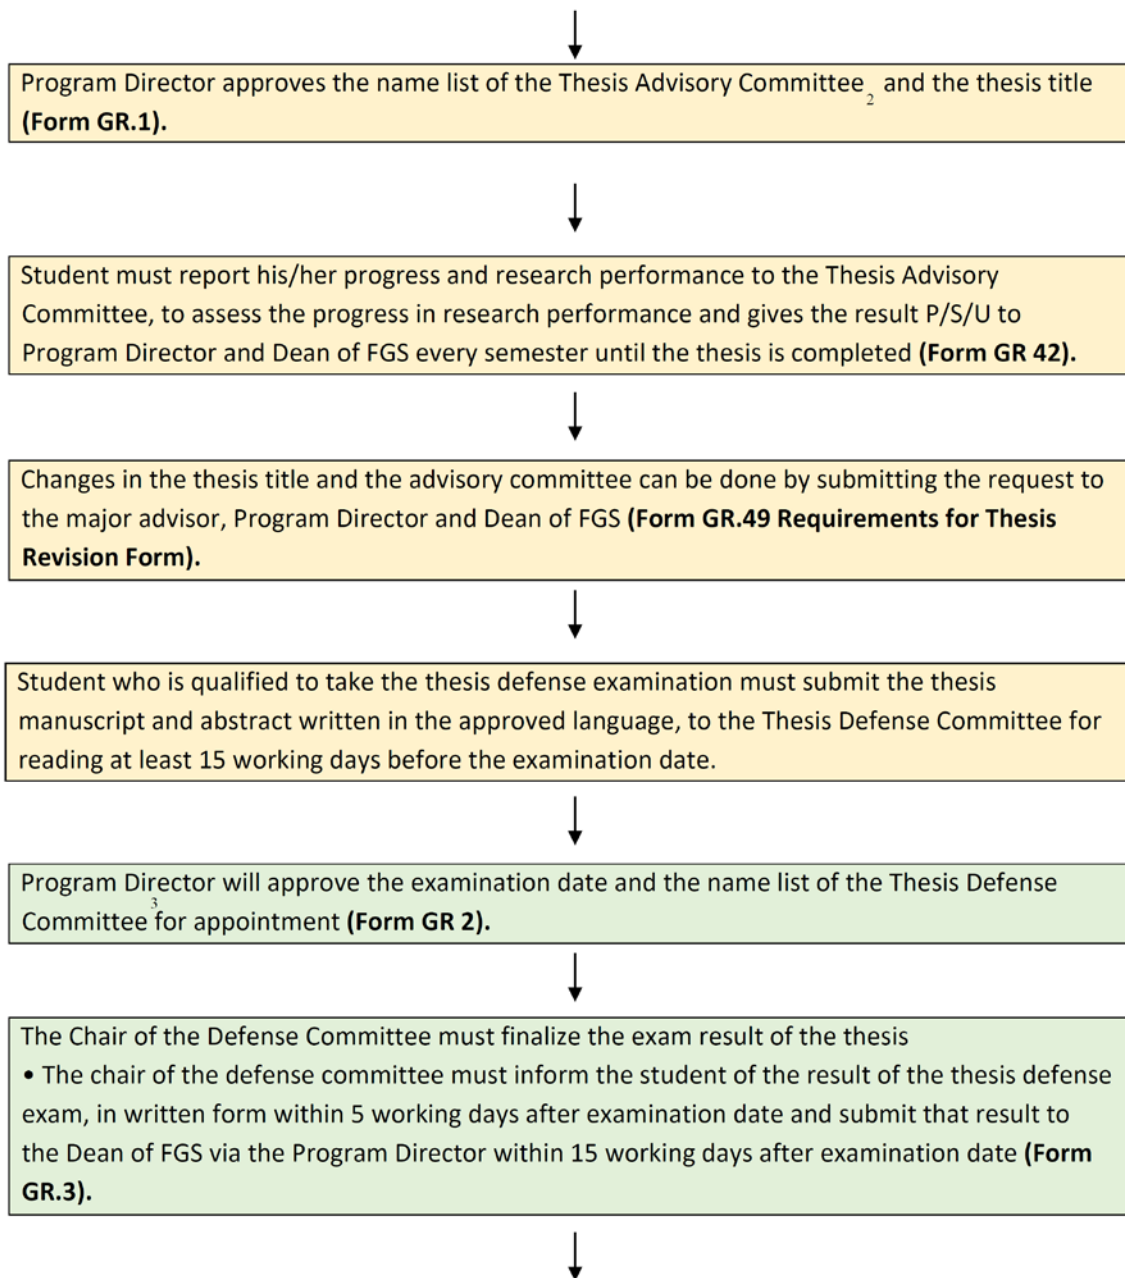 Program Director approves the name list of the Thesis Advisory Committee 2 and the thesis title
(Form GR.1).
Student must report his/her progress and research performance to the Thesis Advisory
Committee, to assess the progress in research performance and gives the result P/S/U to
Program Director and Dean of FGS every semester until the thesis is completed (Form GR 42).
Changes in the thesis title and the advisory committee can be done by submitting the request to
the major advisor, Program Director and Dean of FGS (Form GR.49 Requirements for Thesis
Revision Form).
Student who is qualified to take the thesis defense examination must submit the thesis
manuscript and abstract written in the approved language, to the Thesis Defense Committee for
reading at least 15 working days before the examination date.
Program Director will approve the examination date and the name list of the Thesis Defense
Committee 3 for appointment (Form GR 2).
The Chair of the Defense Committee must finalize the exam result of the thesis
• The chair of the defense committee must inform the student of the result of the thesis defense
exam, in written form within 5 working days after examination date and submit that result to
the Dean of FGS via the Program Director within 15 working days after examination date (Form
GR.3).